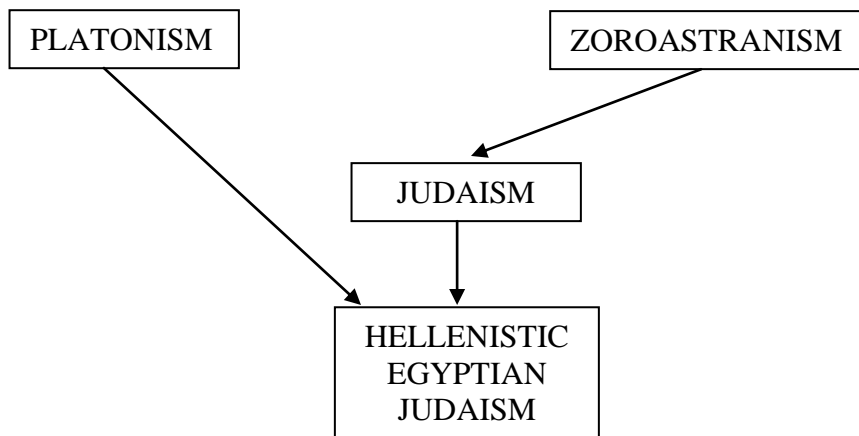 PLATONISM
ZOROASTRANISM
JUDAISM
HELLENISTIC
EGYPTIAN
JUDAISM